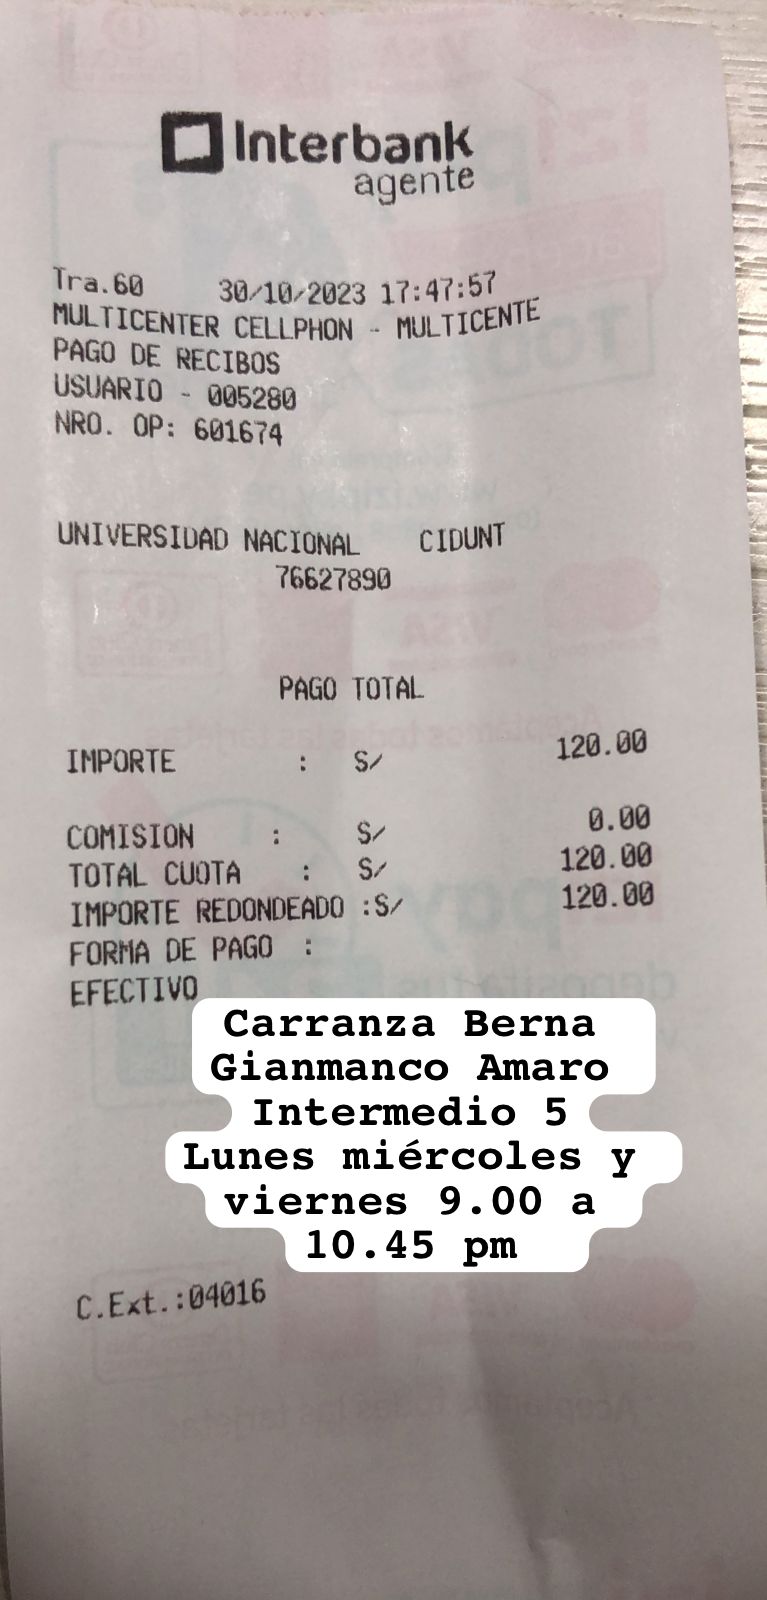 Interbank
agente
Tra.60 30/10/2023 17:47:57
MULTICENTER CELLPHON - MULTICENTE
PAGO DE RECIBOS
USUARIO - 005280
NRO. OP: 601674
UNIVERSIDAD NACIONAL CIDUNT
76627890
PAGO TOTAL
IMPORTE : S/ 120.00
COMISION : S/ 0.00
TOTAL CUOTA : S/ 120.00
IMPORTE REDONDEADO :S/ 120.00
FORMA DE PAGO :
EFECTIVO
Carranza Berna
Gianmanco Amaro
Intermedio 5
Lunes miércoles y
viernes 9.00 a
10.45 pm
C.Ext.:04016